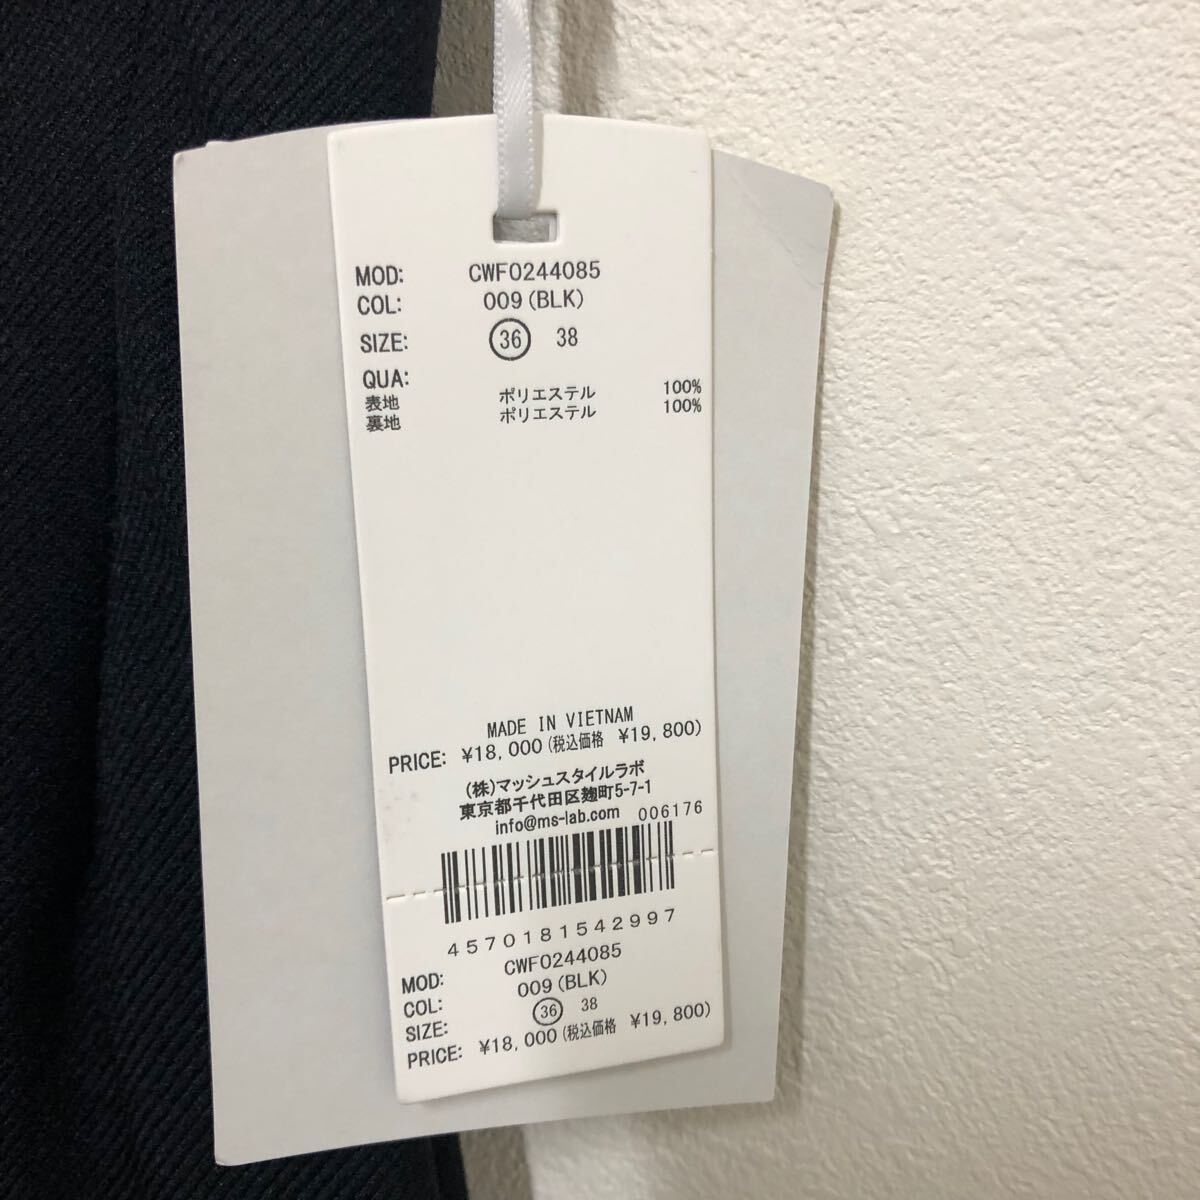 MOD: CWF0244085
COL: 009(BLK)
SIZE: 36 38
QUA:
表地 ポリエステル 100%
裏地 ポリエステル 100%
MADE IN VIETNAM
PRICE: ¥18,000(税込価格 ¥19,800)
(株)マッシュスタイルラボ
東京都千代田区麹町5-7-1
info@ms-lab.com 006176
4570181542997
MOD: CWF0244085
COL: 009(BLK)
SIZE: 36 38
PRICE: ¥18,000(税込価格 ¥19,800)